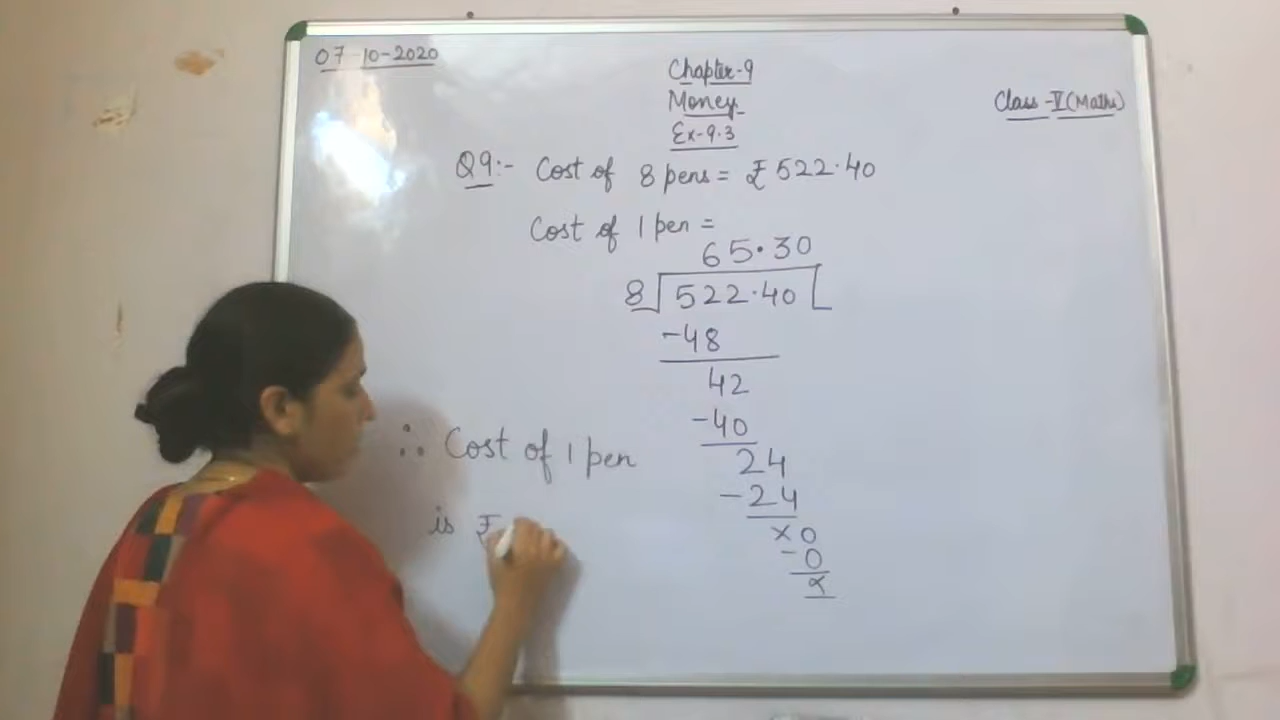 07 10-2020
Chapter-9
Money
Class-V(Maths)
Ex-9.3
Q9:- Cost of 8 pens = ₹ 522.40
Cost of 1 pen =
65.30
8 522.40
-48
42
-40
24
-24
×0
-0
×
∴ Cost of 1 pen
is ₹